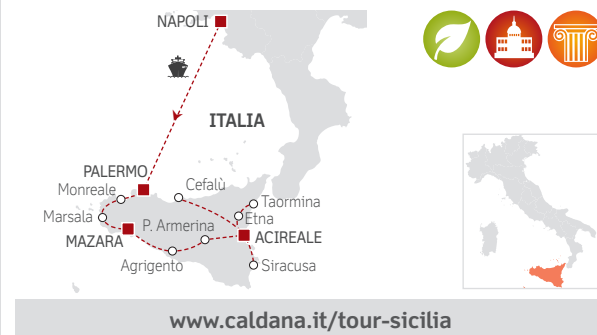 NAPOLI
ITALIA
PALERMO
Monreale
Cefalù
Taormina
Marsala
P. Armerina
Etna
MAZARA
ACIREALE
Agrigento
Siracusa
www.caldana.it/tour-sicilia